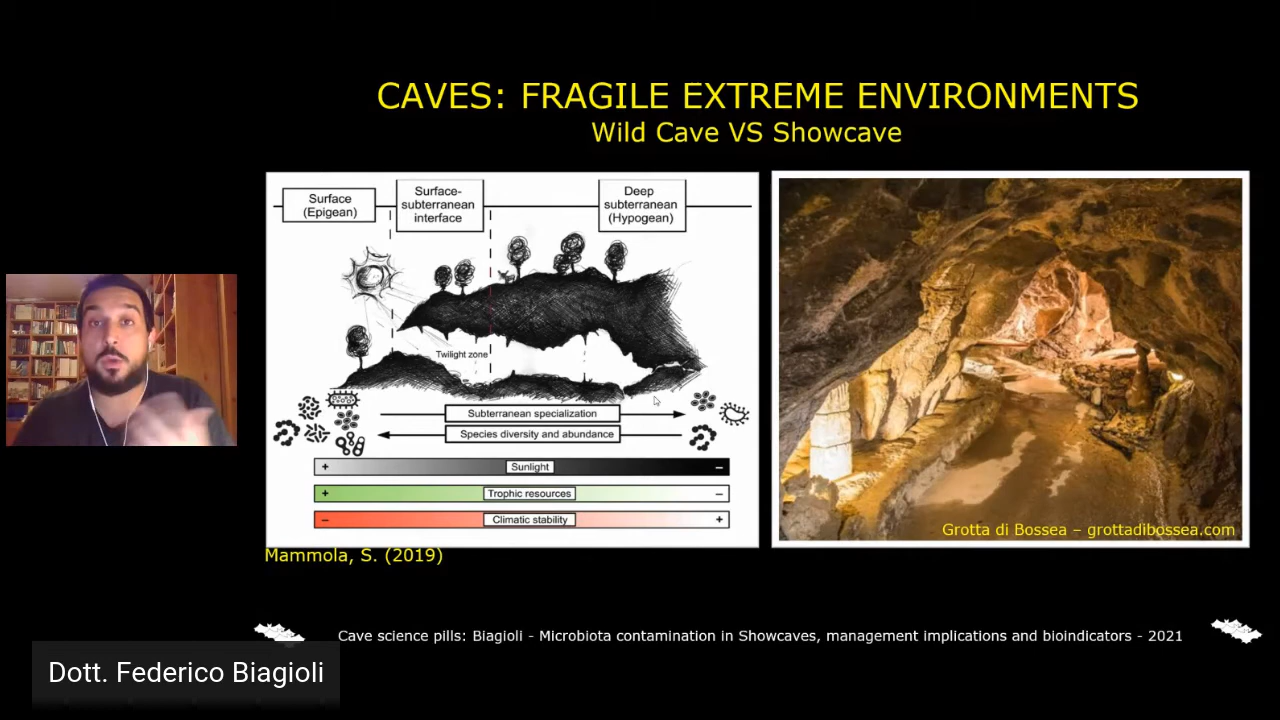 CAVES: FRAGILE EXTREME ENVIRONMENTS
Wild Cave VS Showcave
Surface
(Epigean)
Surface-
subterranean
interface
Deep
subterranean
(Hypogean)
Twilight zone
Subterranean specialization
Species diversity and abundance
+ Sunlight –
+ Trophic resources –
– Climatic stability +
Mammola, S. (2019)
Grotta di Bossea – grottadibossea.com
Cave science pills: Biagioli - Microbiota contamination in Showcaves, management implications and bioindicators - 2021
Dott. Federico Biagioli